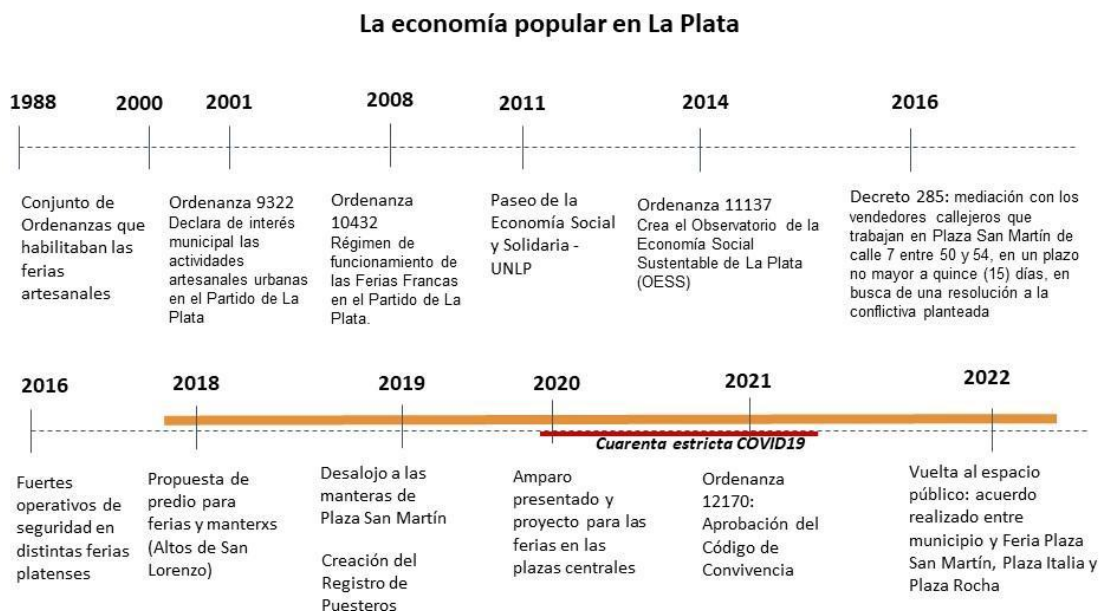 La economía popular en La Plata
1988
2000
2001
2008
2011
2014
2016
Conjunto de
Ordenanzas que
habilitaban las
ferias
artesanales
Ordenanza 9322
Declara de interés
municipal las
actividades
artesanales urbanas
en el Partido de La
Plata
Ordenanza
10432
Régimen de
funcionamiento de
las Ferias Francas
en el Partido de La
Plata.
Paseo de la
Economía Social
y Solidaria -
UNLP
Ordenanza 11137
Crea el Observatorio de la
Economía Social
Sustentable de La Plata
(OESS)
Decreto 285: mediación con los
vendedores callejeros que
trabajan en Plaza San Martín de
calle 7 entre 50 y 54, en un plazo
no mayor a quince (15) días, en
busca de una resolución a la
conflictiva planteada
2016
2018
2019
2020
2021
2022
Cuarenta estricta COVID19
Fuertes
operativos de
seguridad en
distintas ferias
platenses
Propuesta de
predio para
ferias y manterxs
(Altos de San
Lorenzo)
Desalojo a las
manteras de
Plaza San Martín
Creación del
Registro de
Puesteros
Amparo
presentado y
proyecto para las
ferias en las
plazas centrales
Ordenanza
12170:
Aprobación del
Código de
Convivencia
Vuelta al espacio
público: acuerdo
realizado entre
municipio y Feria Plaza
San Martín, Plaza Italia y
Plaza Rocha